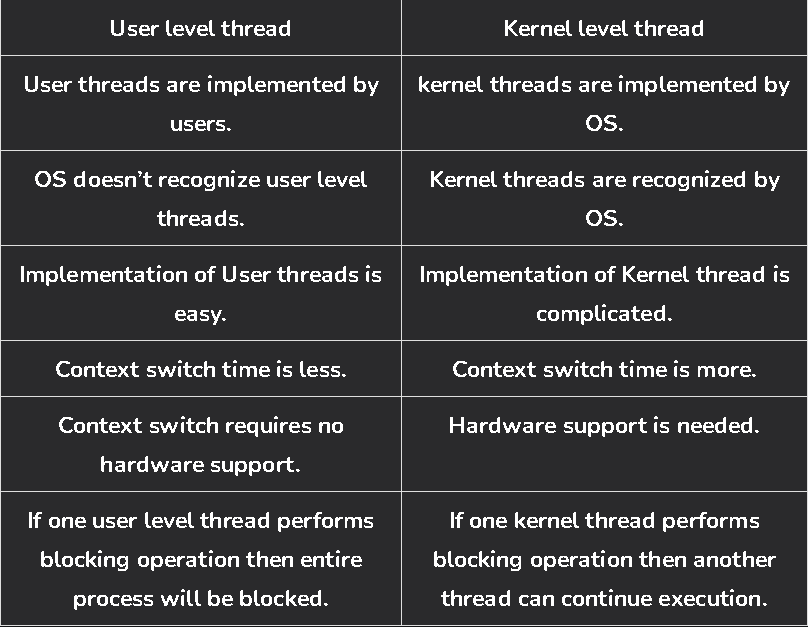 User level thread
Kernel level thread
User threads are implemented by
users.
kernel threads are implemented by
OS.
OS doesn't recognize user level
threads.
Kernel threads are recognized by
OS.
Implementation of User threads is
easy.
Implementation of Kernel thread is
complicated.
Context switch time is less.
Context switch time is more.
Context switch requires no
hardware support.
Hardware support is needed.
If one user level thread performs
blocking operation then entire
process will be blocked.
If one kernel thread performs
blocking operation then another
thread can continue execution.